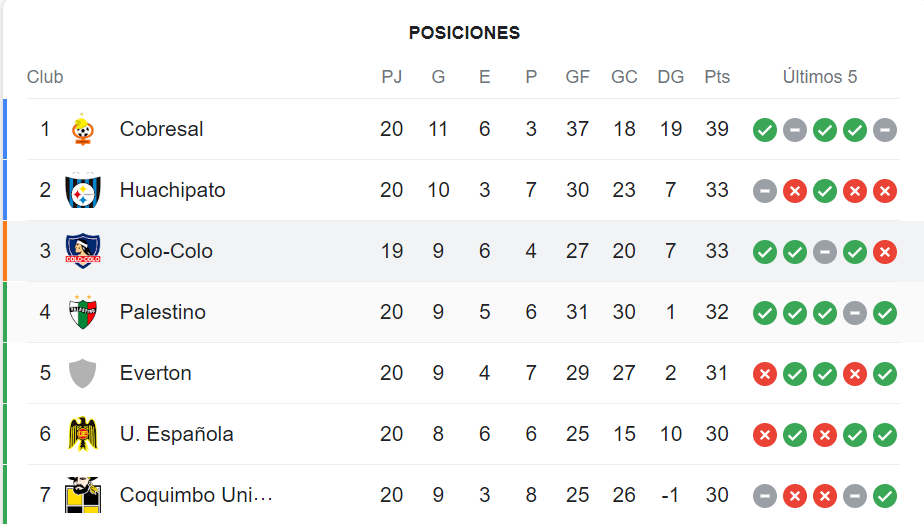 POSICIONES
Club PJ G E P GF GC DG Pts Últimos 5
1 Cobresal 20 11 6 3 37 18 19 39
2 Huachipato 20 10 3 7 30 23 7 33
3 COLO-COLO Colo-Colo 19 9 6 4 27 20 7 33
4 Palestino 20 9 5 6 31 30 1 32
5 Everton 20 9 4 7 29 27 2 31
6 U. Española 20 8 6 6 25 15 10 30
7 Coquimbo Uni... 20 9 3 8 25 26 -1 30